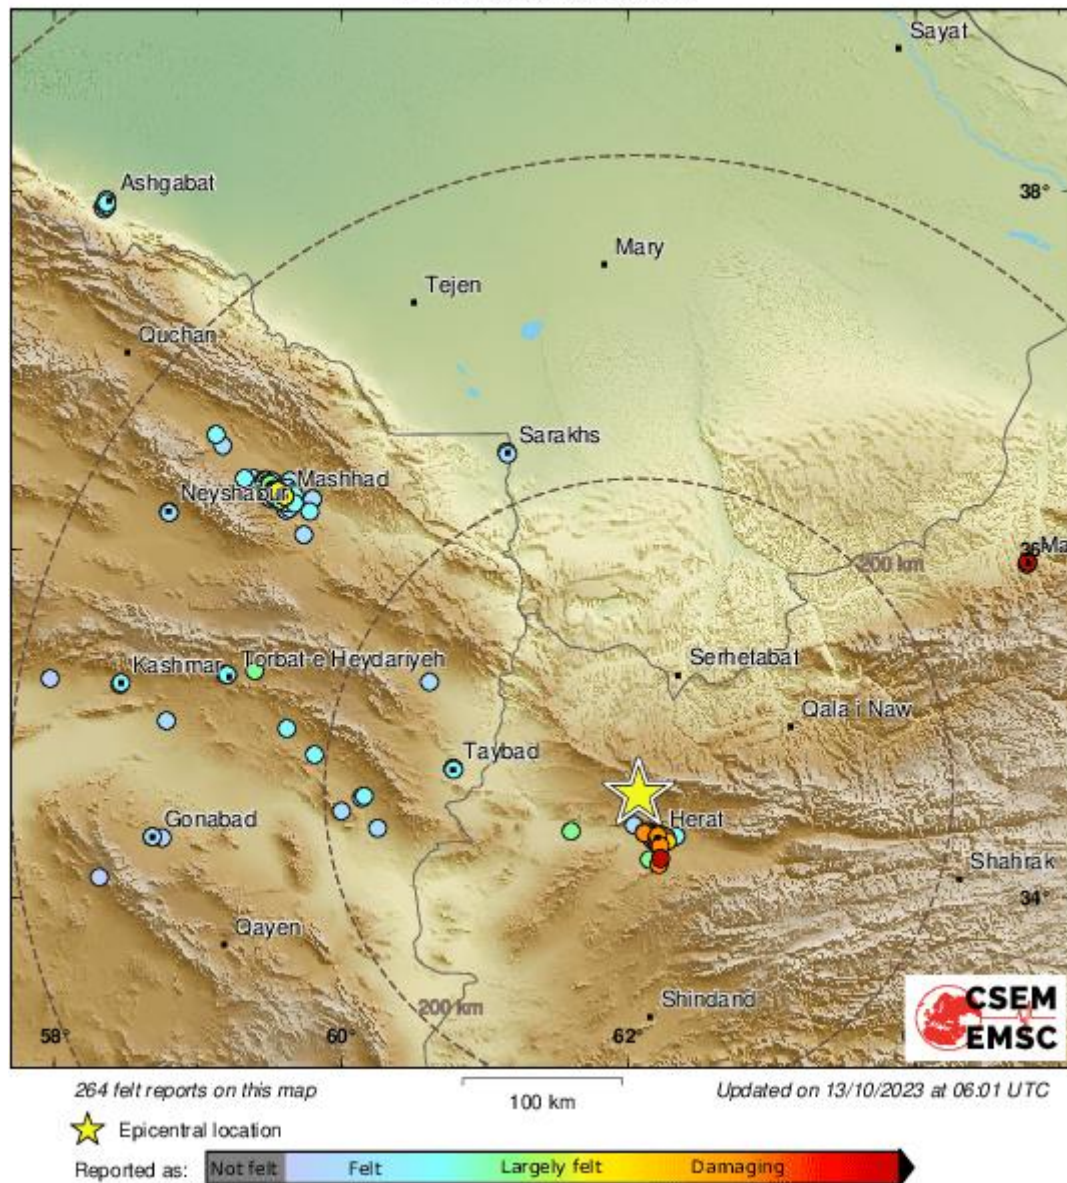 Sayat
Ashgabat
38°
Mary
Tejen
Quchan
Sarakhs
Mashhad
Neyshabur
36°
Ma
200 km
Kashmar
Torbat-e Heydariyeh
Serhetabat
Qala i Naw
Taybad
Gonabad
Herat
Shahrak
34°
Qayen
Shindand
200 km
58°
60°
62°
CSEM
EMSC
264 felt reports on this map
100 km
Updated on 13/10/2023 at 06:01 UTC
Epicentral location
Reported as:
Not felt
Felt
Largely felt
Damaging